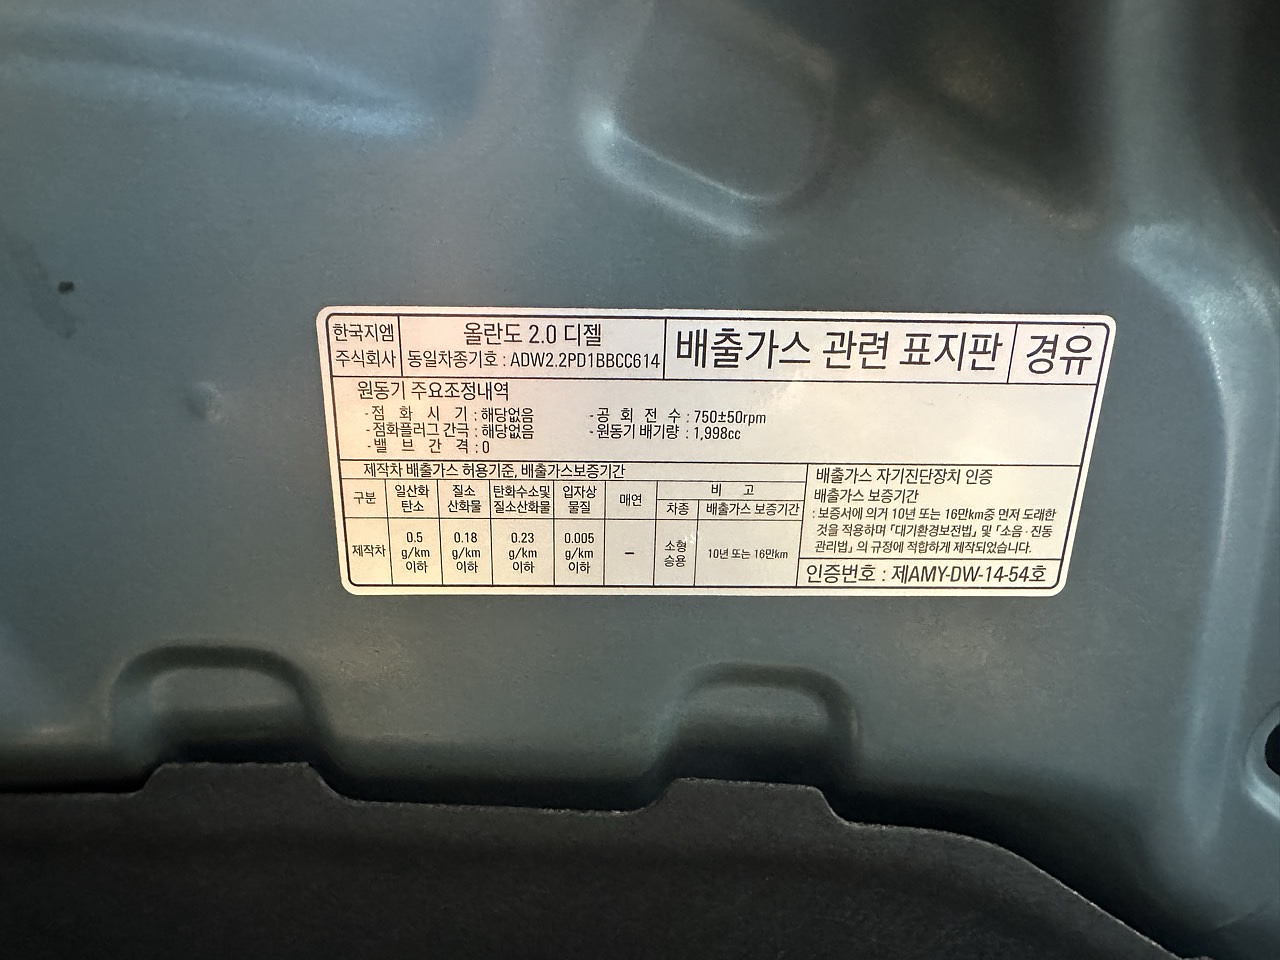 한국지엠
주식회사
올란도 2.0 디젤
동일차종기호 : ADW2.2PD1BBCC614
배출가스 관련 표지판
경유
원동기 주요조정내역
- 점 화 시 기 : 해당없음
- 점화플러그 간극 : 해당없음
- 밸 브 간 격 : 0
- 공 회 전 수 : 750±50rpm
- 원동기 배기량 : 1,998cc
제작차 배출가스 허용기준, 배출가스보증기간
구분
일산화
탄소
질소
산화물
탄화수소및
질소산화물
입자상
물질
매연
비 고
차종
배출가스 보증기간
제작차
0.5
g/km
이하
0.18
g/km
이하
0.23
g/km
이하
0.005
g/km
이하
–
소형
승용
10년 또는 16만km
배출가스 자기진단장치 인증
배출가스 보증기간
: 보증서에 의거 10년 또는 16만km중 먼저 도래한
것을 적용하며 「대기환경보전법」 및 「소음·진동
관리법」의 규정에 적합하게 제작되었습니다.
인증번호 : 제AMY-DW-14-54호